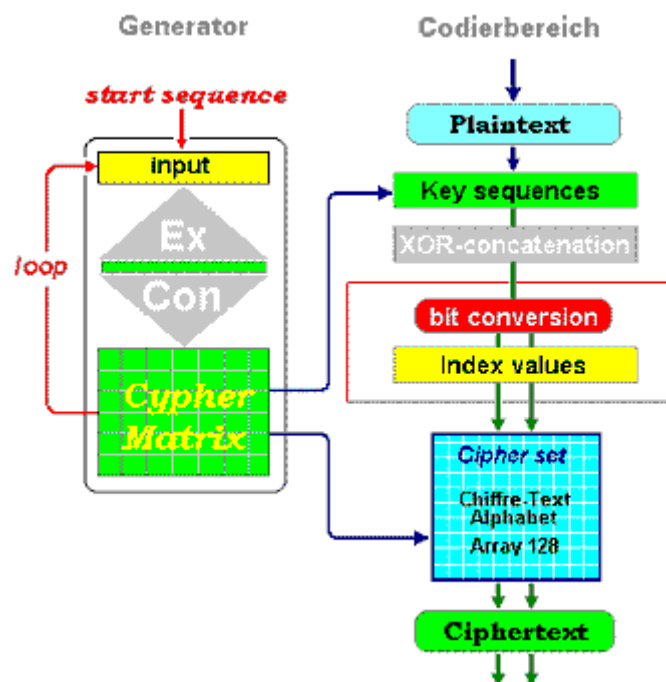 Generator
Codierbereich
start sequence
Plaintext
input
Key sequences
Ex
XOR-concatenation
loop
Con
bit conversion
Index values
Cypher
Matrix
Cipher set
Chiffre-Text
Alphabet
Array 128
Ciphertext